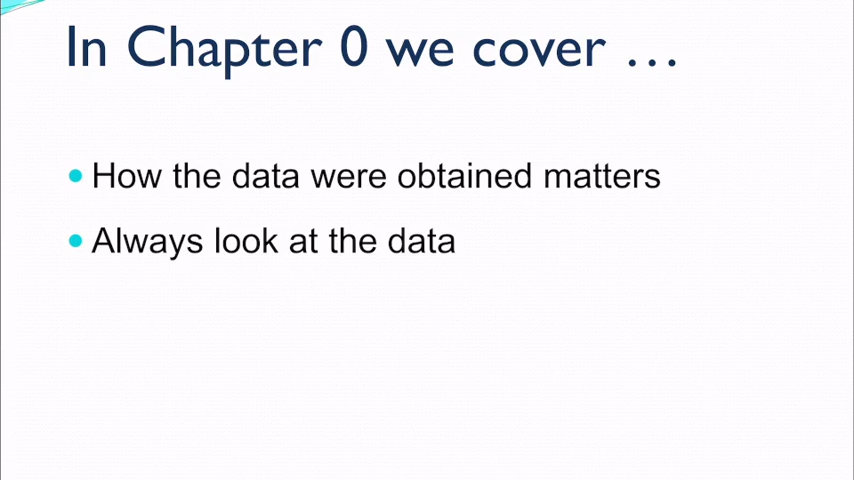 In Chapter 0 we cover …
How the data were obtained matters
Always look at the data